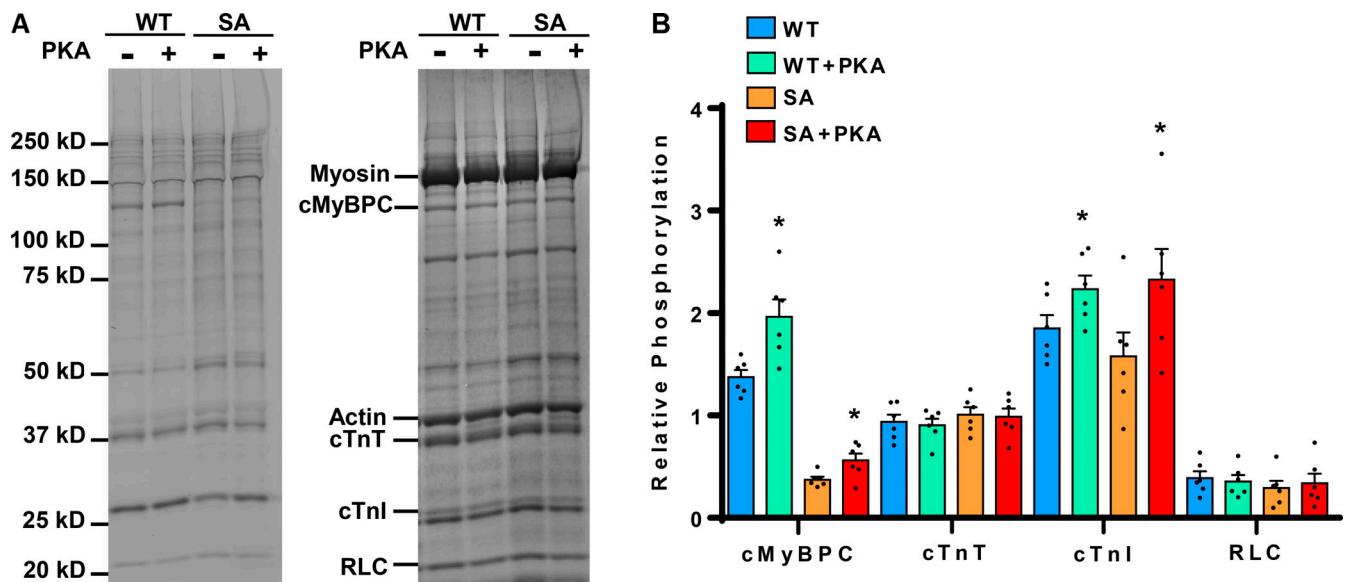 A
WT SA
PKA - + - +
250 kD
150 kD
100 kD
75 kD
50 kD
37 kD
25 kD
20 kD
WT SA
PKA - + - +
Myosin
cMyBPC
Actin
cTnT
cTnI
RLC
B
WT
WT+PKA
SA
SA+PKA
Relative Phosphorylation
4
3
2
1
0
* * * *
cMyBPC cTnT cTnI RLC